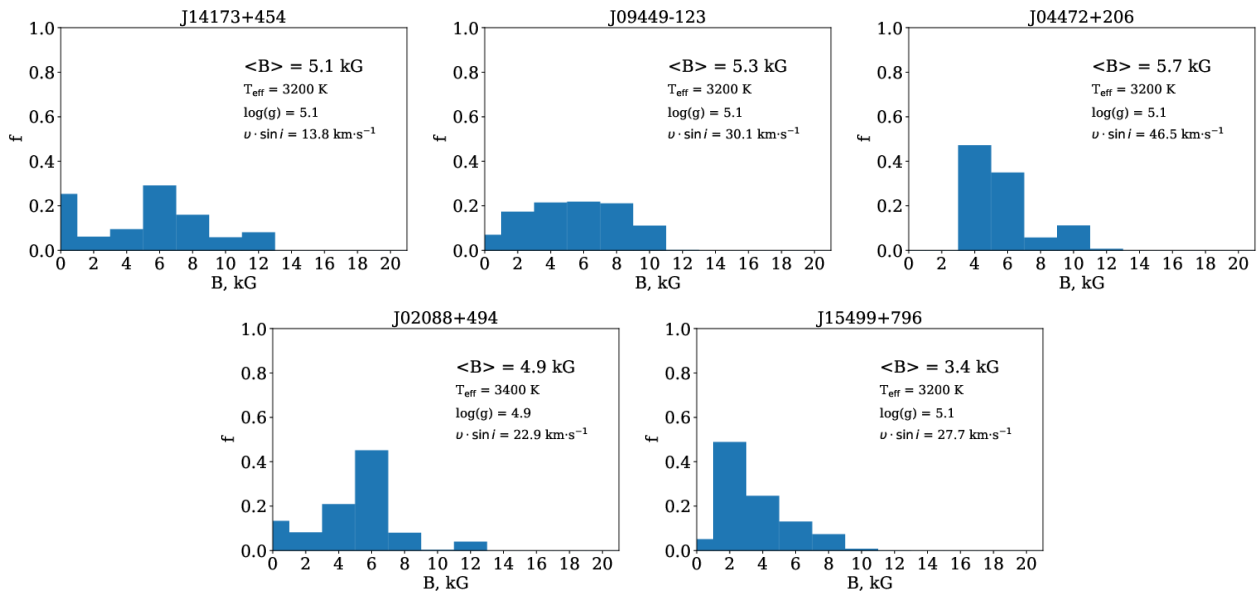 J14173+454
1.0
0.8
0.6
0.4
0.2
0.0
f
<B> = 5.1 kG
Teff = 3200 K
log(g) = 5.1
υ · sin i = 13.8 km·s⁻¹
0 2 4 6 8 10 12 14 16 18 20
B, kG
J09449-123
1.0
0.8
0.6
0.4
0.2
0.0
f
<B> = 5.3 kG
Teff = 3200 K
log(g) = 5.1
υ · sin i = 30.1 km·s⁻¹
0 2 4 6 8 10 12 14 16 18 20
B, kG
J04472+206
1.0
0.8
0.6
0.4
0.2
0.0
f
<B> = 5.7 kG
Teff = 3200 K
log(g) = 5.1
υ · sin i = 46.5 km·s⁻¹
0 2 4 6 8 10 12 14 16 18 20
B, kG
J02088+494
1.0
0.8
0.6
0.4
0.2
0.0
f
<B> = 4.9 kG
Teff = 3400 K
log(g) = 4.9
υ · sin i = 22.9 km·s⁻¹
0 2 4 6 8 10 12 14 16 18 20
B, kG
J15499+796
1.0
0.8
0.6
0.4
0.2
0.0
f
<B> = 3.4 kG
Teff = 3200 K
log(g) = 5.1
υ · sin i = 27.7 km·s⁻¹
0 2 4 6 8 10 12 14 16 18 20
B, kG